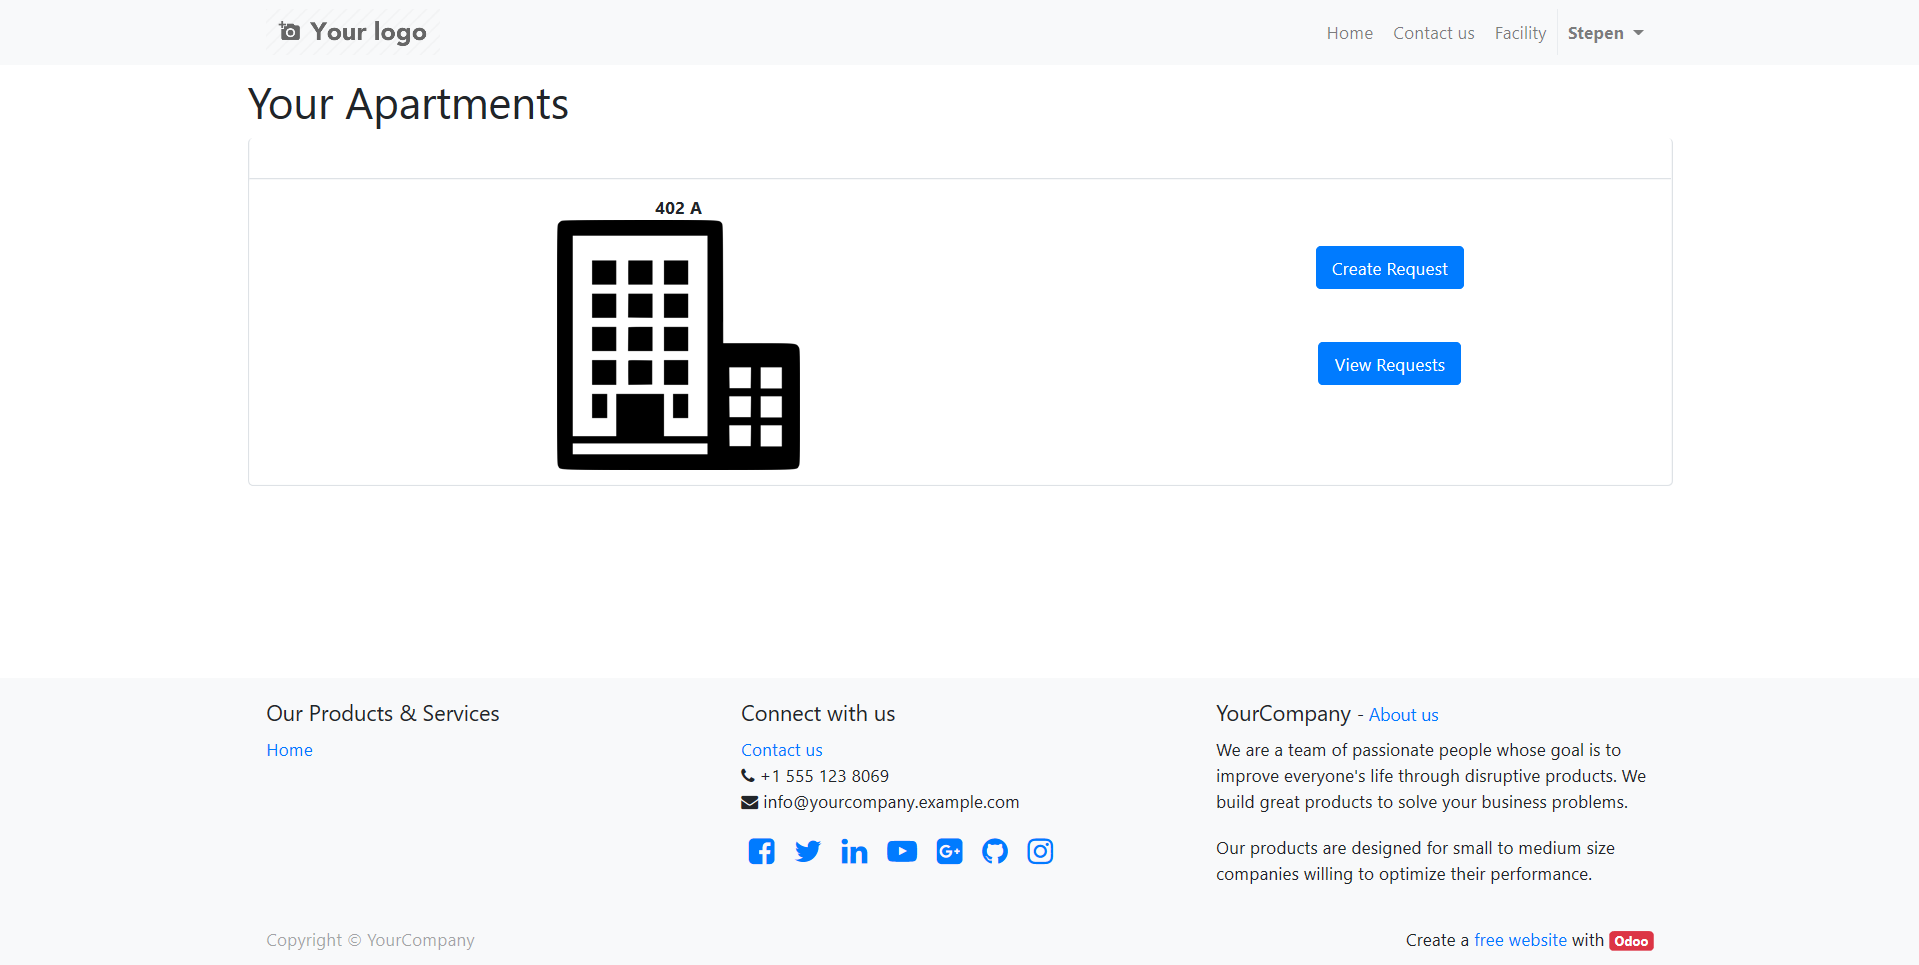 Your logo
Home Contact us Facility Stepen
Your Apartments
402 A
Create Request
View Requests
Our Products & Services
Home
Connect with us
Contact us
+1 555 123 8069
info@yourcompany.example.com
YourCompany - About us
We are a team of passionate people whose goal is to
improve everyone's life through disruptive products. We
build great products to solve your business problems.
Our products are designed for small to medium size
companies willing to optimize their performance.
Copyright © YourCompany
Create a free website with Odoo